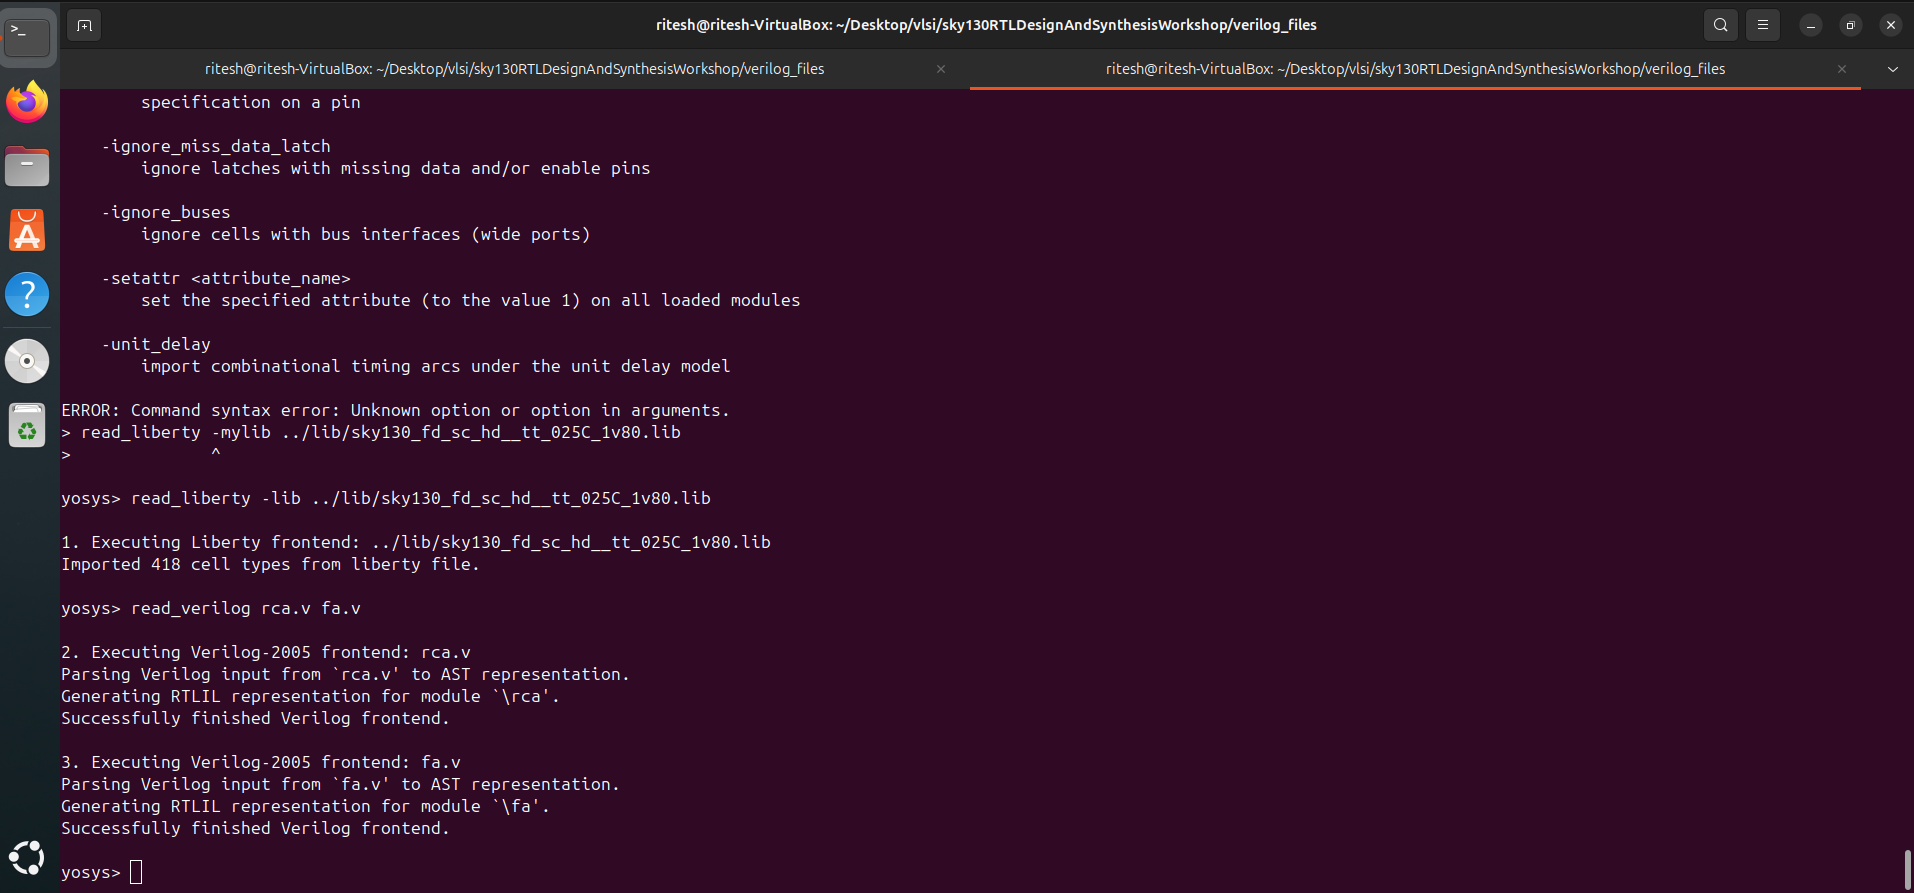 ritesh@ritesh-VirtualBox: ~/Desktop/vlsi/sky130RTLDesignAndSynthesisWorkshop/verilog_files
ritesh@ritesh-VirtualBox: ~/Desktop/vlsi/sky130RTLDesignAndSynthesisWorkshop/verilog_files
ritesh@ritesh-VirtualBox: ~/Desktop/vlsi/sky130RTLDesignAndSynthesisWorkshop/verilog_files
        specification on a pin
    -ignore_miss_data_latch
        ignore latches with missing data and/or enable pins
    -ignore_buses
        ignore cells with bus interfaces (wide ports)
    -setattr <attribute_name>
        set the specified attribute (to the value 1) on all loaded modules
    -unit_delay
        import combinational timing arcs under the unit delay model
ERROR: Command syntax error: Unknown option or option in arguments.
> read_liberty -mylib ../lib/sky130_fd_sc_hd__tt_025C_1v80.lib
>              ^
yosys> read_liberty -lib ../lib/sky130_fd_sc_hd__tt_025C_1v80.lib
1. Executing Liberty frontend: ../lib/sky130_fd_sc_hd__tt_025C_1v80.lib
Imported 418 cell types from liberty file.
yosys> read_verilog rca.v fa.v
2. Executing Verilog-2005 frontend: rca.v
Parsing Verilog input from `rca.v' to AST representation.
Generating RTLIL representation for module `\rca'.
Successfully finished Verilog frontend.
3. Executing Verilog-2005 frontend: fa.v
Parsing Verilog input from `fa.v' to AST representation.
Generating RTLIL representation for module `\fa'.
Successfully finished Verilog frontend.
yosys>